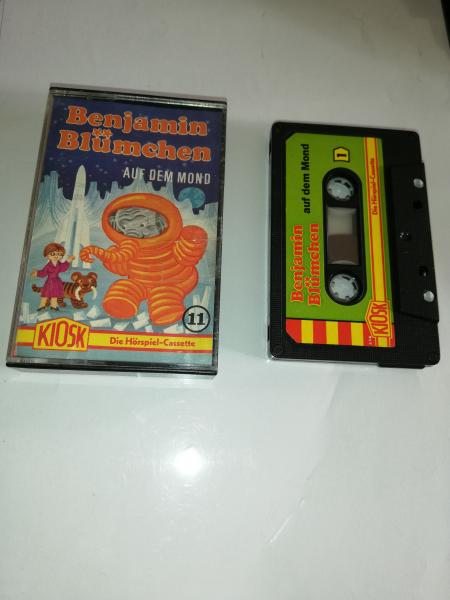 Benjamin
Blümchen
AUF DEM MOND
11
KIOSK
Die Hörspiel-Cassette
Benjamin
Blümchen
auf dem Mond
1
KIOSK
Die Hörspiel-Cassette